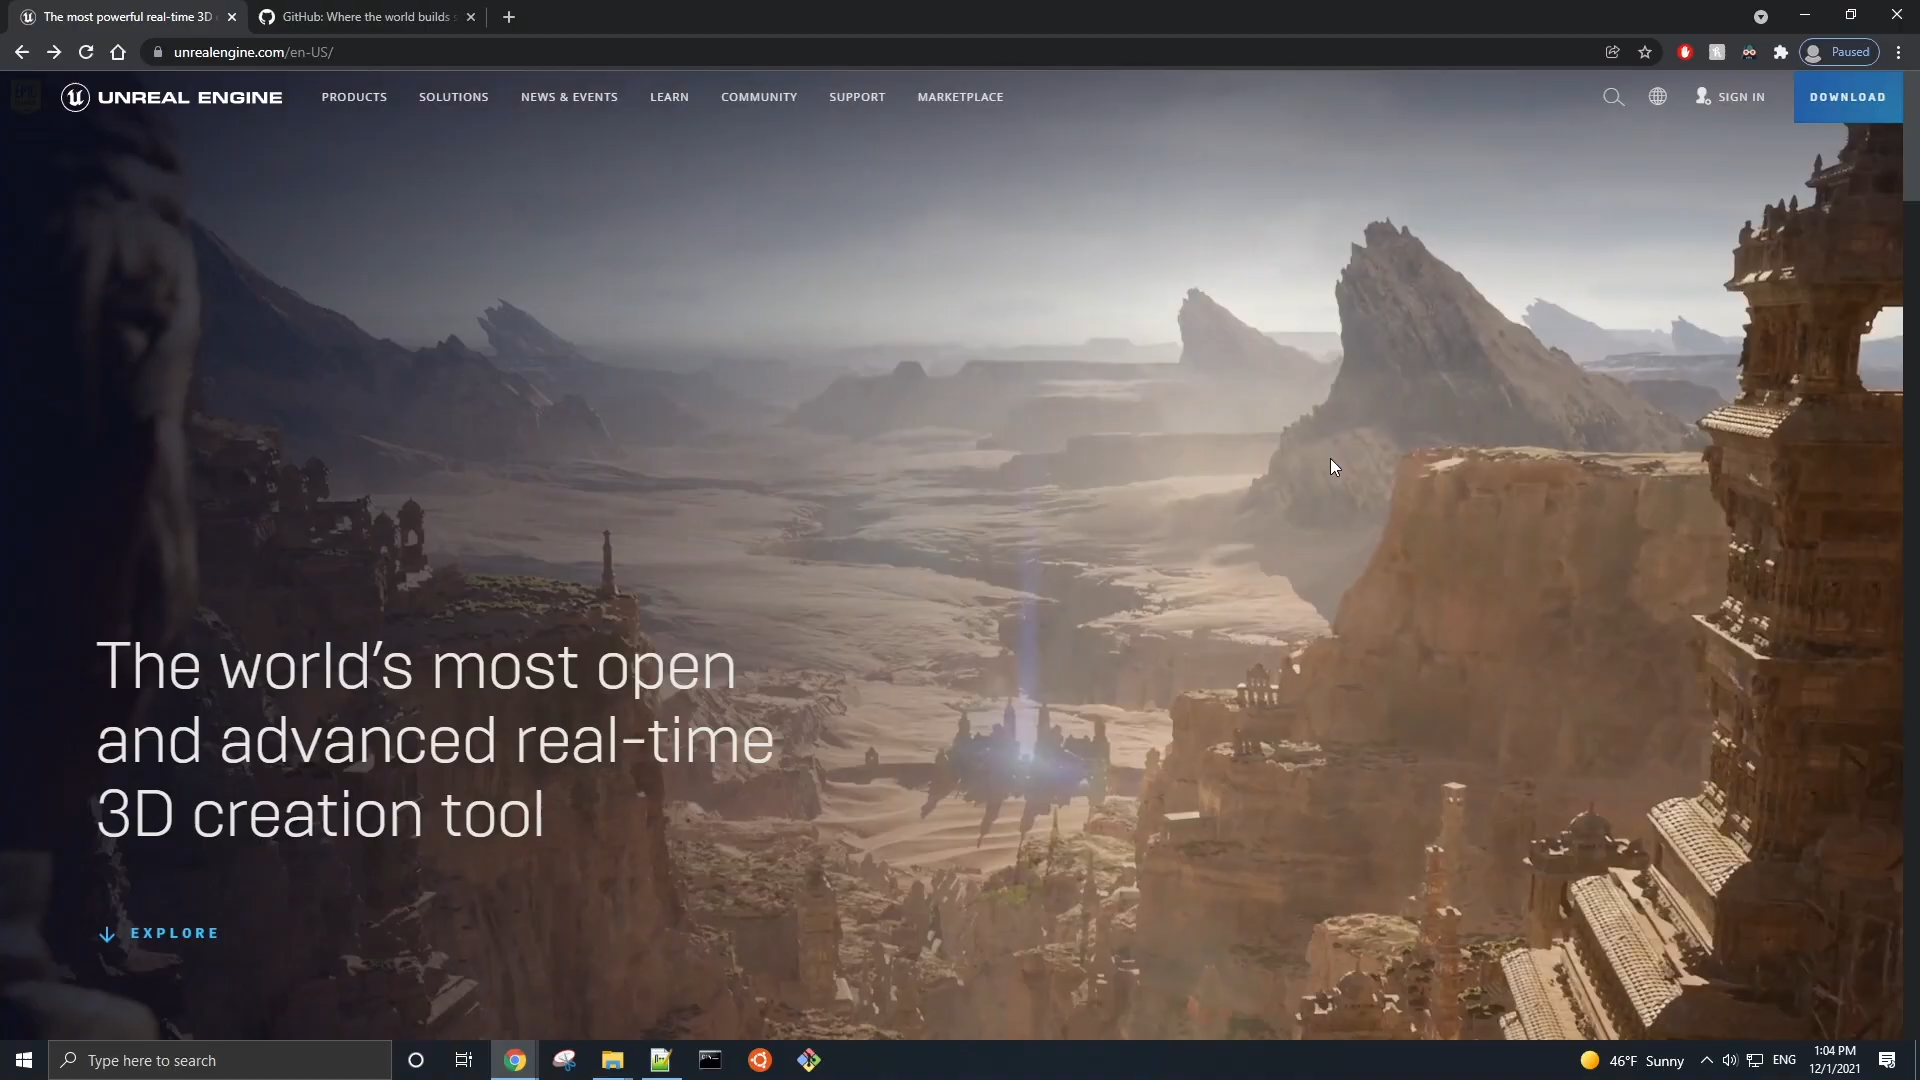 The most powerful real-time 3D
GitHub: Where the world builds s
unrealengine.com/en-US/
Paused
UNREAL ENGINE
PRODUCTS
SOLUTIONS
NEWS & EVENTS
LEARN
COMMUNITY
SUPPORT
MARKETPLACE
SIGN IN
DOWNLOAD
The world's most open
and advanced real-time
3D creation tool
EXPLORE
Type here to search
46°F Sunny
ENG
1:04 PM
12/1/2021